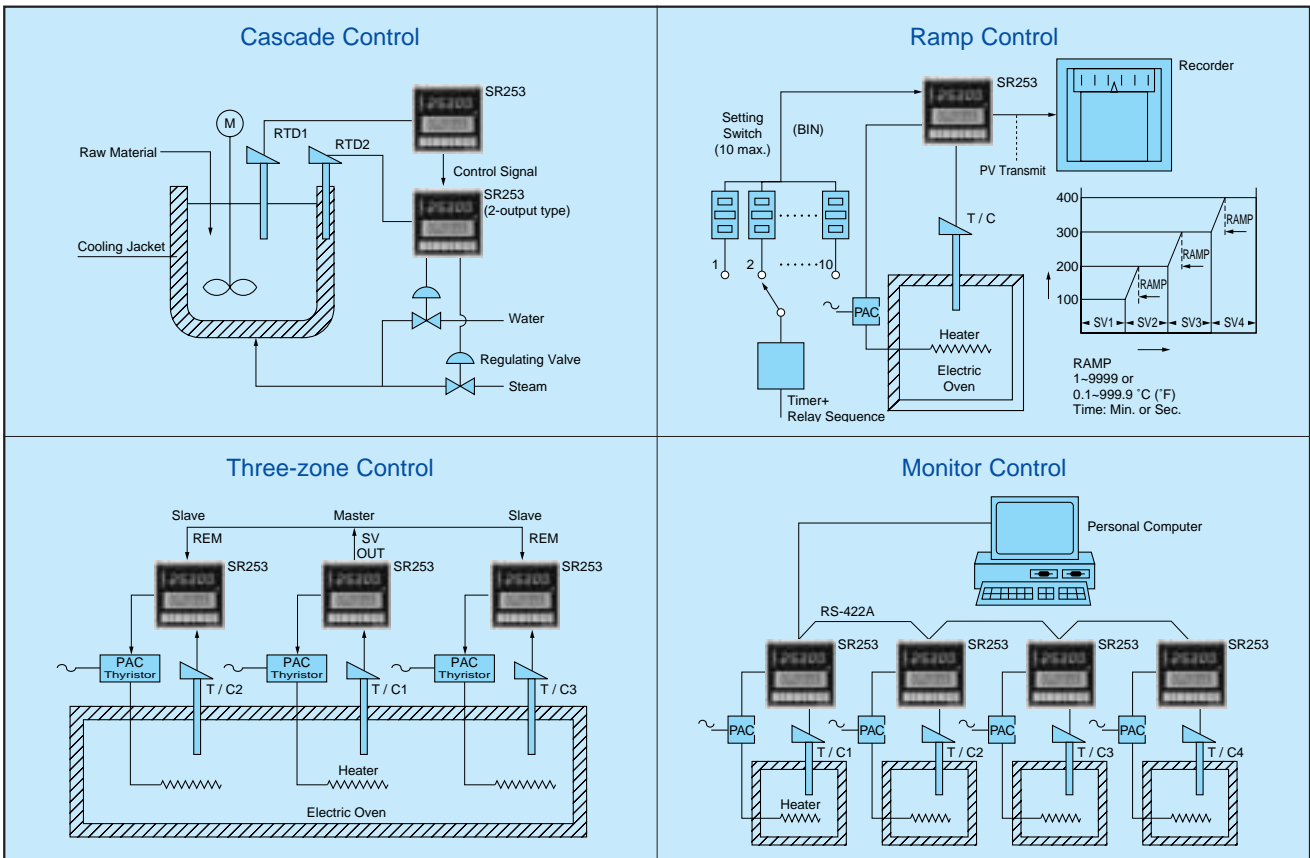 Cascade Control
SR253
M
RTD1
RTD2
Raw Material
Control Signal
SR253
(2-output type)
Cooling Jacket
Water
Regulating Valve
Steam
Ramp Control
Recorder
SR253
Setting
Switch
(10 max.)
(BIN)
PV Transmit
T / C
1
2
10
PAC
Heater
Electric
Oven
Timer+
Relay Sequence
400
300
200
100
RAMP
RAMP
RAMP
SV1
SV2
SV3
SV4
RAMP
1~9999 or
0.1~999.9 ˚C (˚F)
Time: Min. or Sec.
Three-zone Control
Slave
Master
Slave
REM
SV
OUT
REM
SR253
SR253
SR253
PAC
Thyristor
PAC
Thyristor
PAC
Thyristor
T / C2
T / C1
T / C3
Heater
Electric Oven
Monitor Control
Personal Computer
RS-422A
SR253
SR253
SR253
SR253
PAC
PAC
PAC
PAC
T / C1
T / C2
T / C3
T / C4
Heater